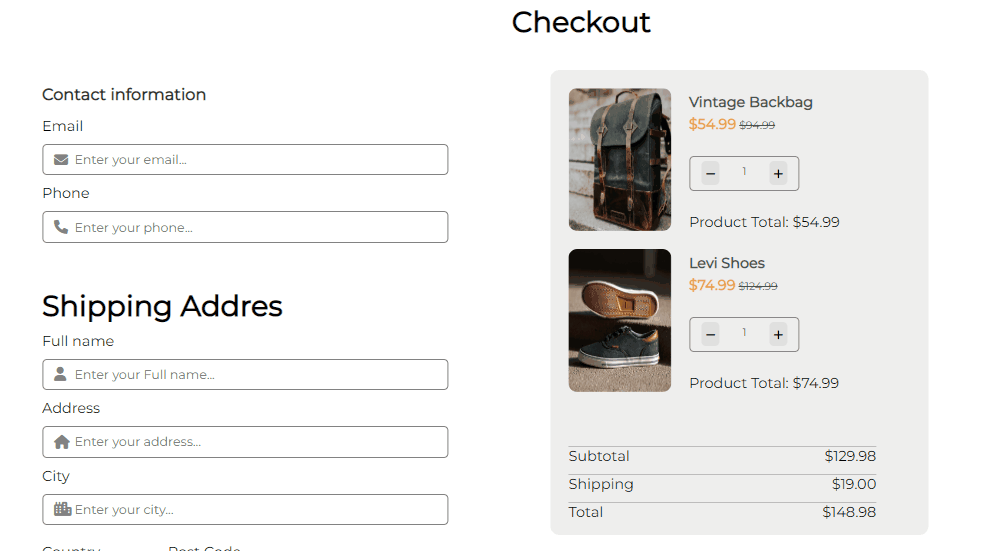 Checkout
Contact information
Email
Enter your email...
Phone
Enter your phone...
Shipping Addres
Full name
Enter your Full name...
Address
Enter your address...
City
Enter your city...
Country Post Code
Vintage Backbag
$54.99 $94.99
− 1 +
Product Total: $54.99
Levi Shoes
$74.99 $124.99
− 1 +
Product Total: $74.99
Subtotal $129.98
Shipping $19.00
Total $148.98